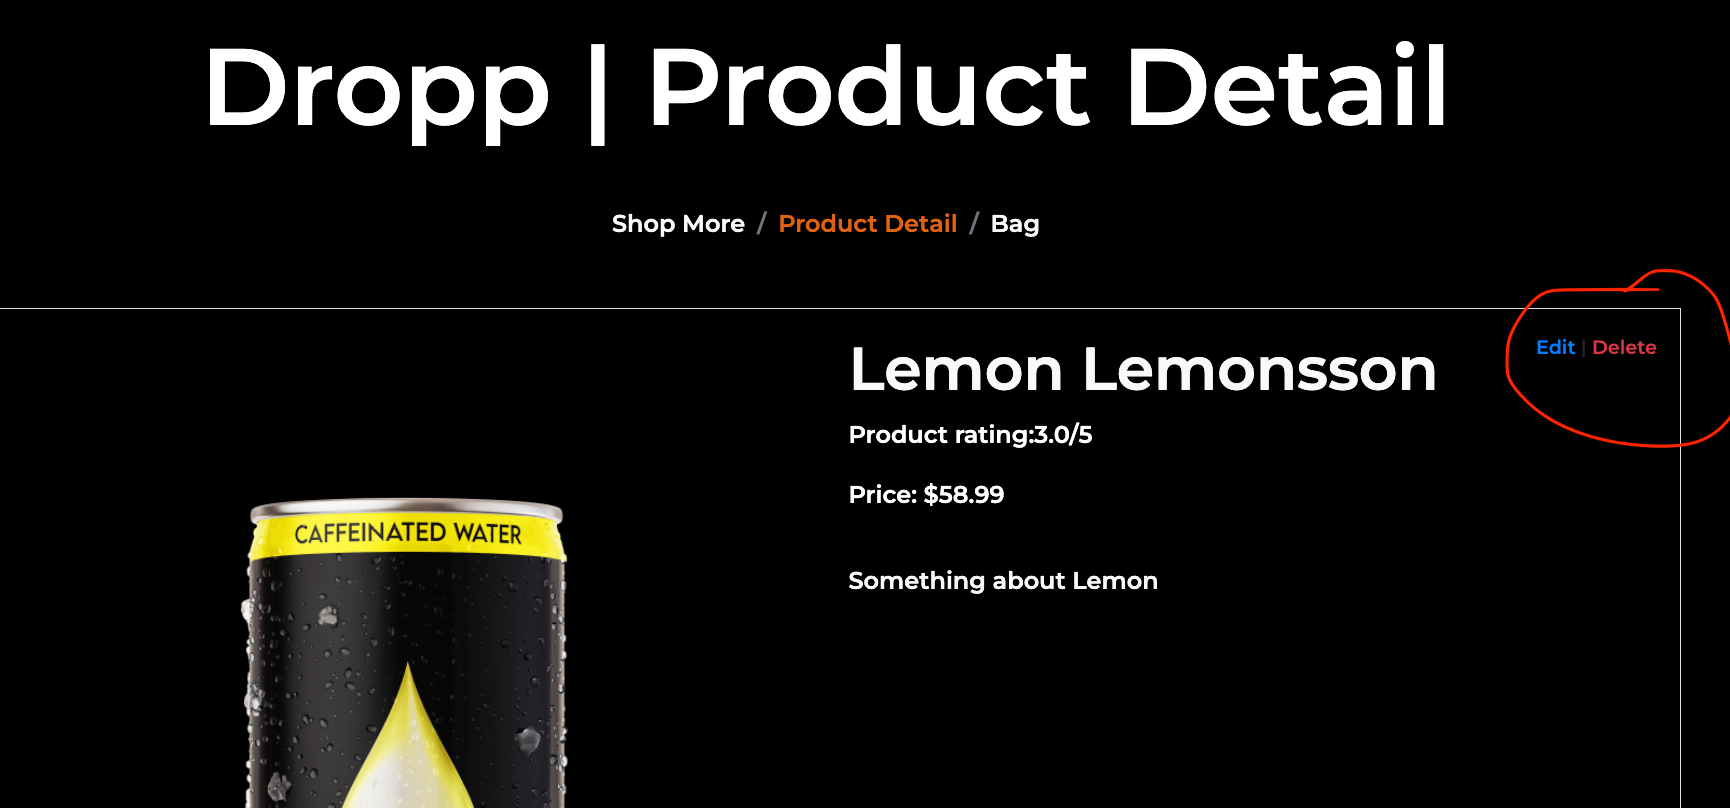 Dropp | Product Detail
Shop More / Product Detail / Bag
Edit | Delete
Lemon Lemonsson
Product rating:3.0/5
Price: $58.99
Something about Lemon
CAFFEINATED WATER